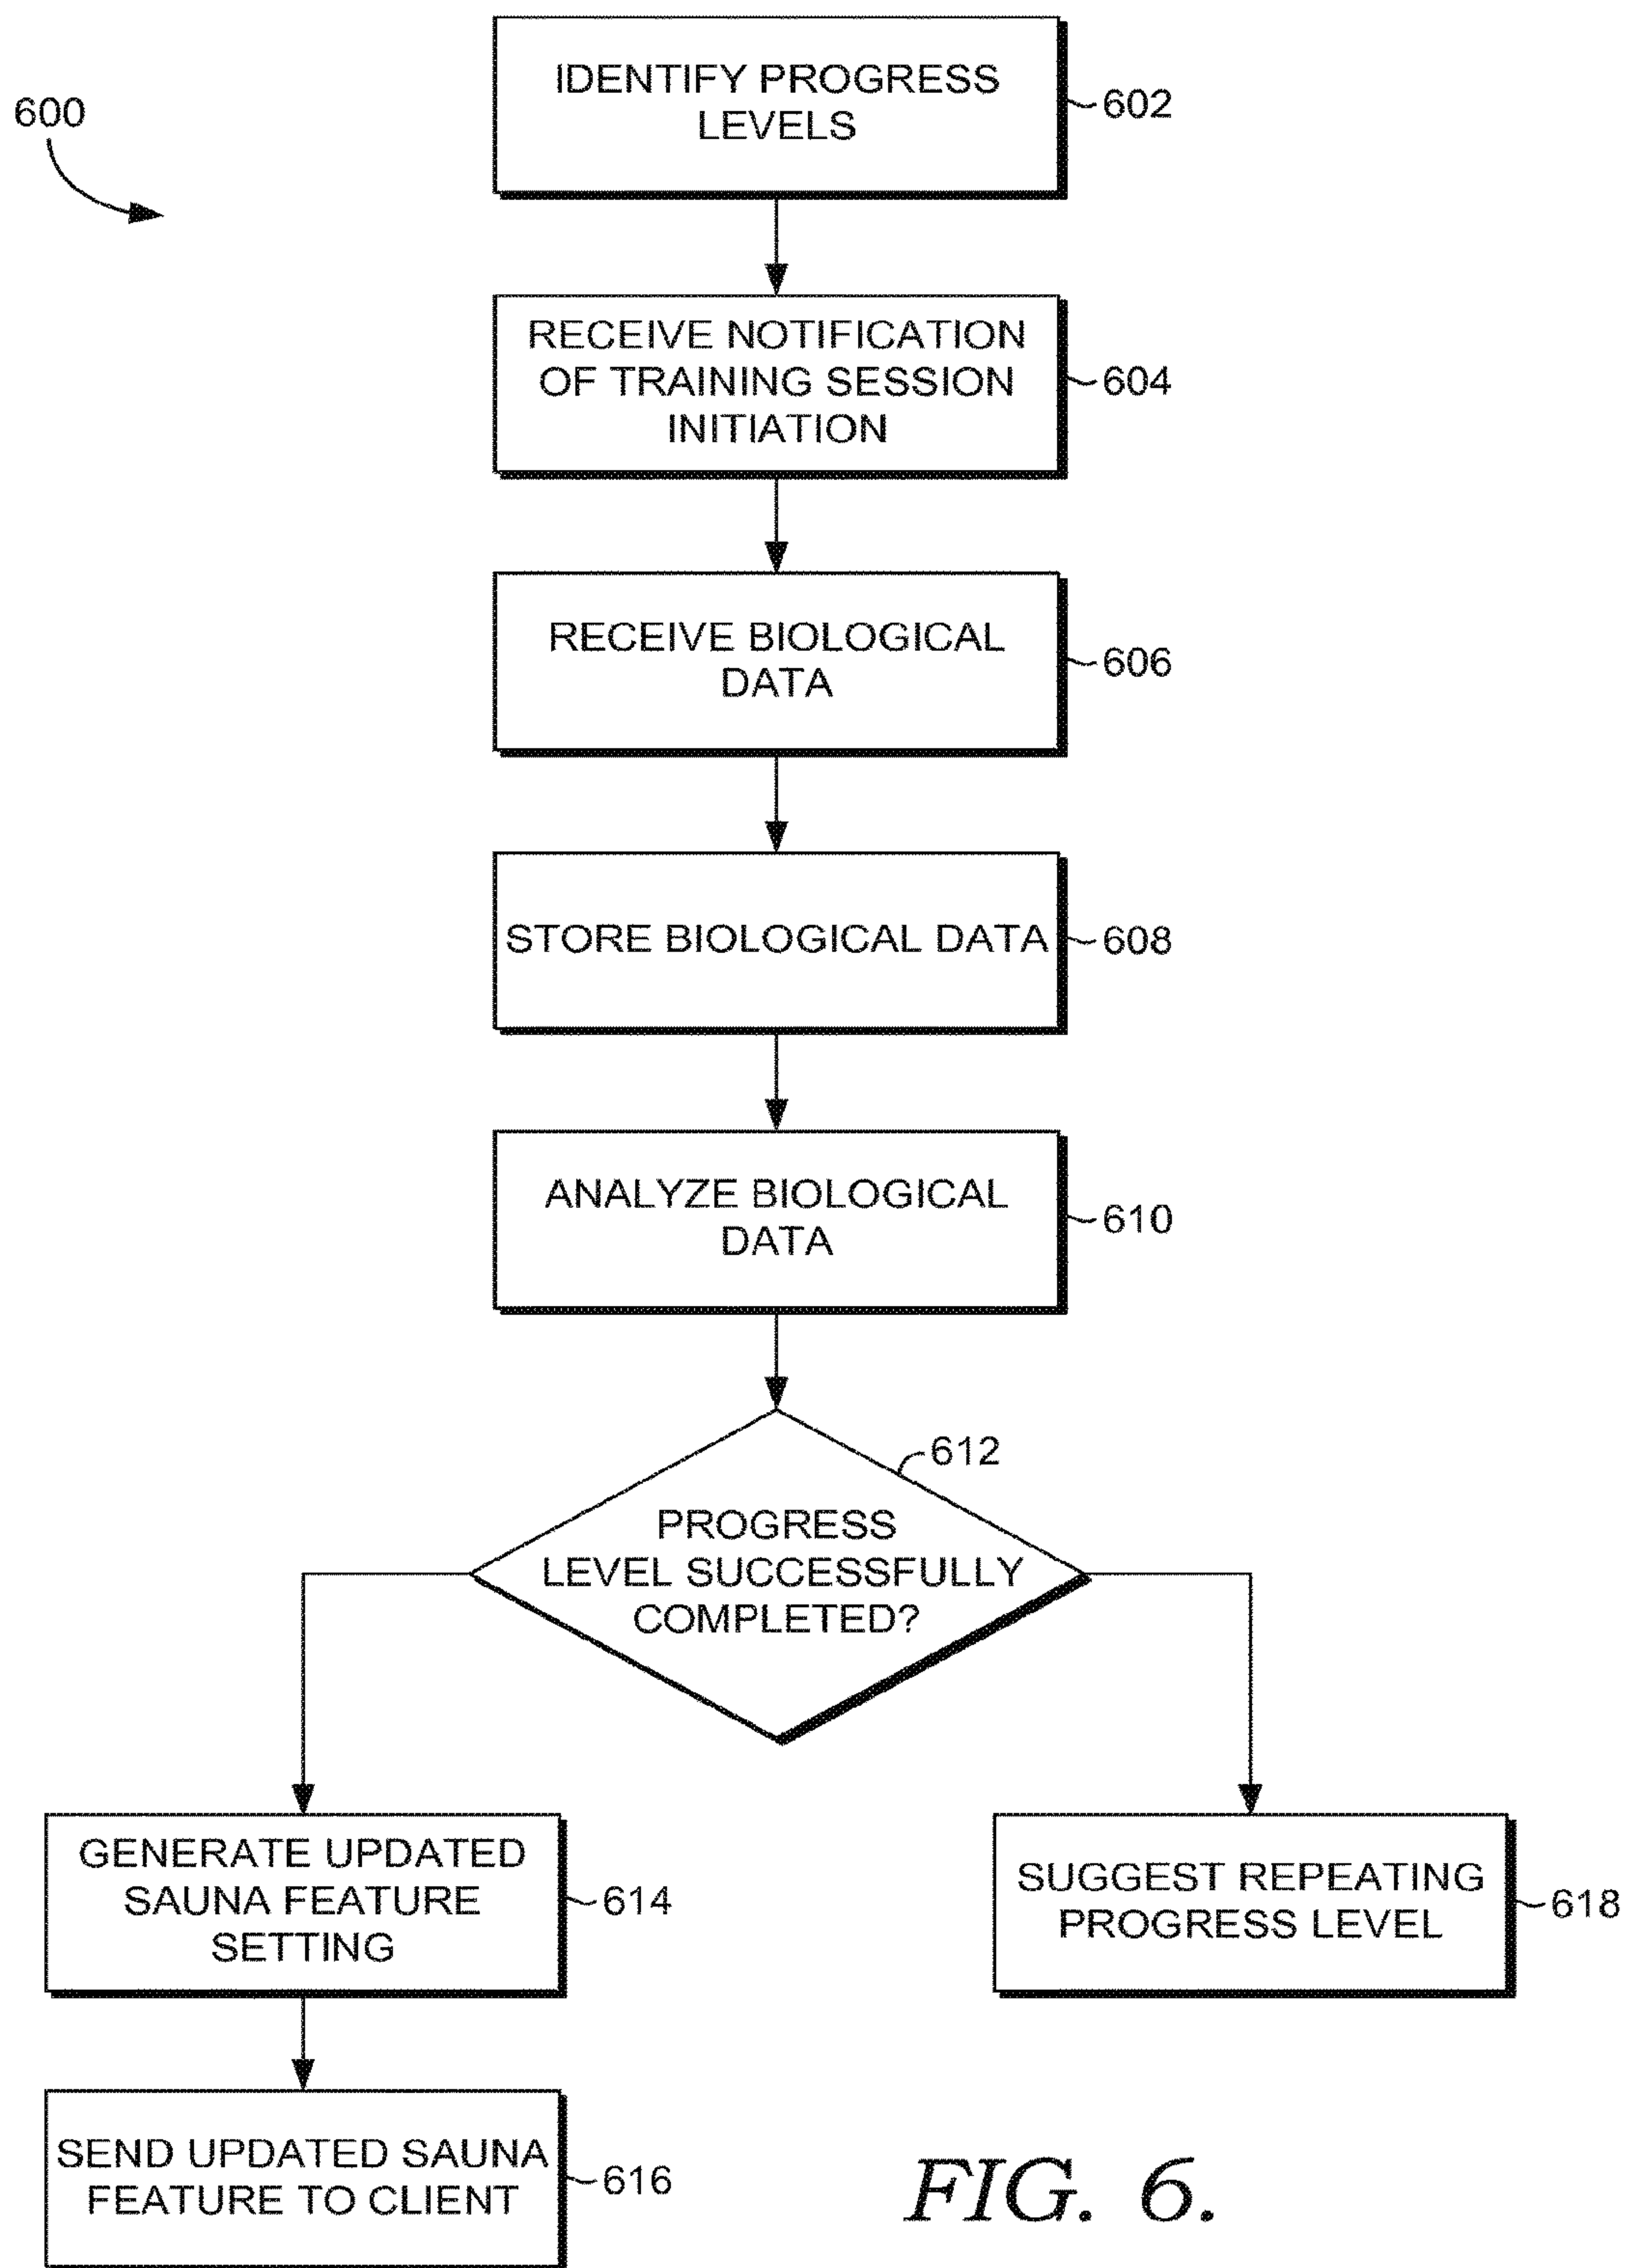 600
IDENTIFY PROGRESS
LEVELS
602
RECEIVE NOTIFICATION
OF TRAINING SESSION
INITIATION
604
RECEIVE BIOLOGICAL
DATA
606
STORE BIOLOGICAL DATA
608
ANALYZE BIOLOGICAL
DATA
610
612
PROGRESS
LEVEL SUCCESSFULLY
COMPLETED?
GENERATE UPDATED
SAUNA FEATURE
SETTING
614
SUGGEST REPEATING
PROGRESS LEVEL
618
SEND UPDATED SAUNA
FEATURE TO CLIENT
616
FIG. 6.